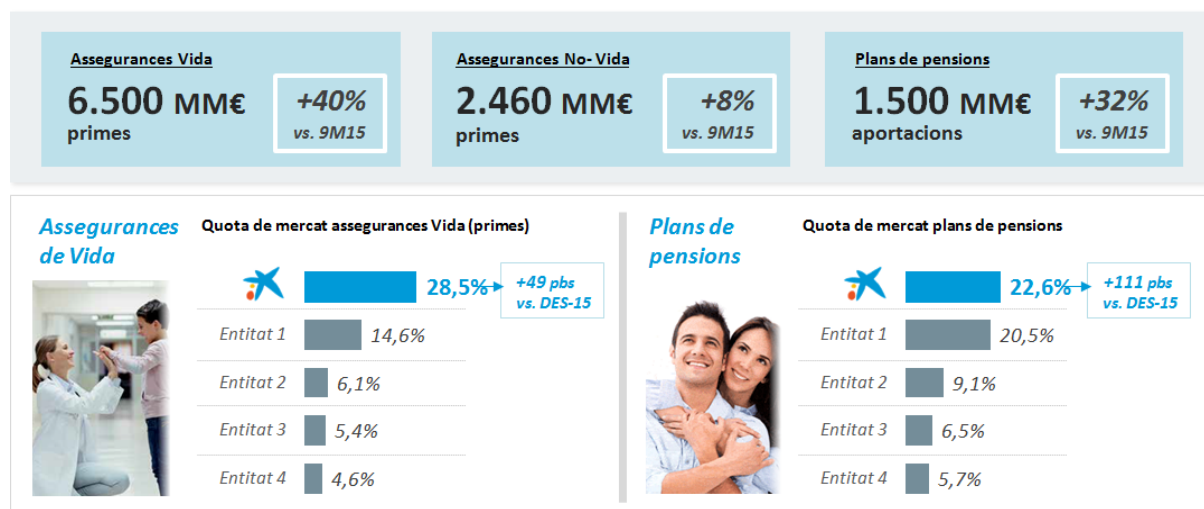 Assegurances Vida
6.500 MM€
primes
+40%
vs. 9M15
Assegurances No- Vida
2.460 MM€
primes
+8%
vs. 9M15
Plans de pensions
1.500 MM€
aportacions
+32%
vs. 9M15
Assegurances
de Vida
Quota de mercat assegurances Vida (primes)
28,5%
+49 pbs
vs. DES-15
Entitat 1 14,6%
Entitat 2 6,1%
Entitat 3 5,4%
Entitat 4 4,6%
Plans de
pensions
Quota de mercat plans de pensions
22,6%
+111 pbs
vs. DES-15
Entitat 1 20,5%
Entitat 2 9,1%
Entitat 3 6,5%
Entitat 4 5,7%